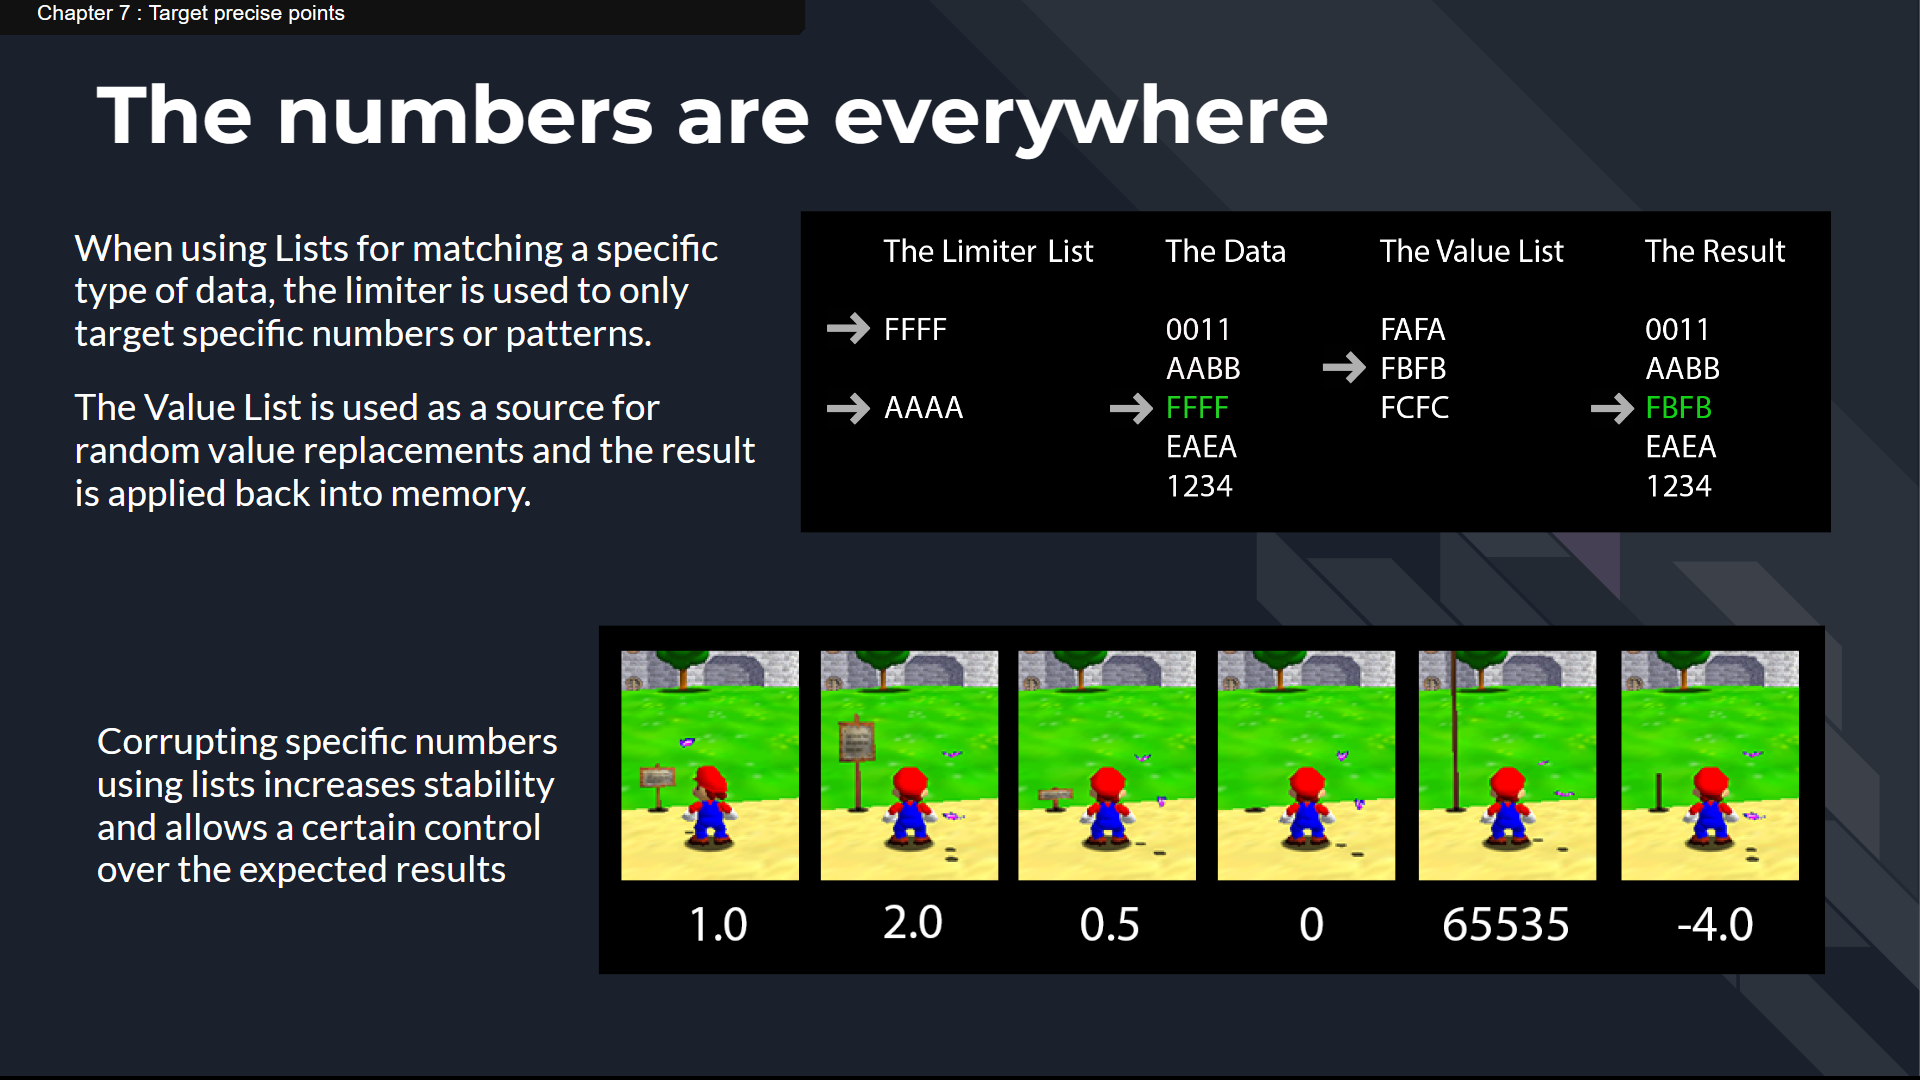 Chapter 7 : Target precise points
The numbers are everywhere
When using Lists for matching a specific
type of data, the limiter is used to only
target specific numbers or patterns.
The Value List is used as a source for
random value replacements and the result
is applied back into memory.
The Limiter List
FFFF
AAAA
The Data
0011
AABB
FFFF
EAEA
1234
The Value List
FAFA
FBFB
FCFC
The Result
0011
AABB
FBFB
EAEA
1234
Corrupting specific numbers
using lists increases stability
and allows a certain control
over the expected results
1.0
2.0
0.5
0
65535
-4.0